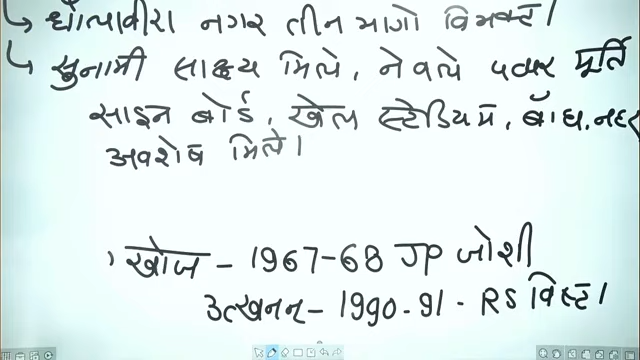 ↳ धौलावीरा नगर तीन भागो विभक्त।
↳ सुनामी साक्ष्य मिले, नेवले पत्थर मूर्ति
साइन बोर्ड, खेल स्टेडियम, बाँध, नहर
अवशेष मिले।
खोज – 1967-68 JP जोशी
उत्खनन – 1990-91 - RS विस्ट।